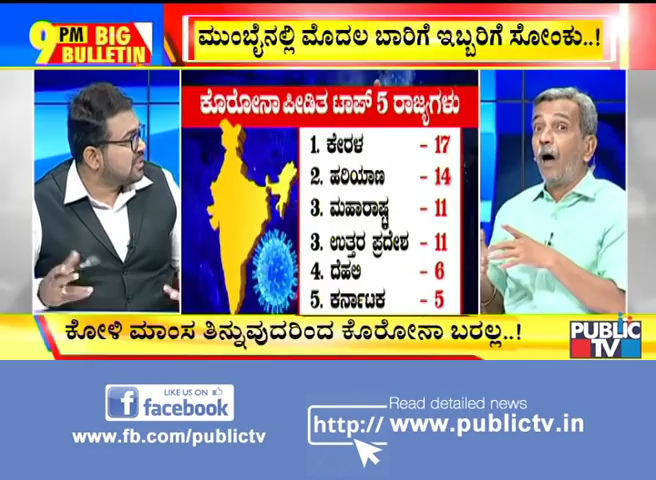 9 PM BIG
BULLETIN
ಮುಂಬೈನಲ್ಲಿ ಮೊದಲ ಬಾರಿಗೆ ಇಬ್ಬರಿಗೆ ಸೋಂಕು..!
ಕೊರೋನಾ ಪೀಡಿತ ಟಾಪ್ 5 ರಾಜ್ಯಗಳು
1. ಕೇರಳ - 17
2. ಹರಿಯಾಣ - 14
3. ಮಹಾರಾಷ್ಟ್ರ - 11
3. ಉತ್ತರ ಪ್ರದೇಶ - 11
4. ದೆಹಲಿ - 6
5. ಕರ್ನಾಟಕ - 5
ಕೋಳಿ ಮಾಂಸ ತಿನ್ನುವುದರಿಂದ ಕೊರೋನಾ ಬರಲ್ಲ..!
PUBLIC
TV
LIKE US ON
f facebook
www.fb.com/publictv
Read detailed news
http:// www.publictv.in